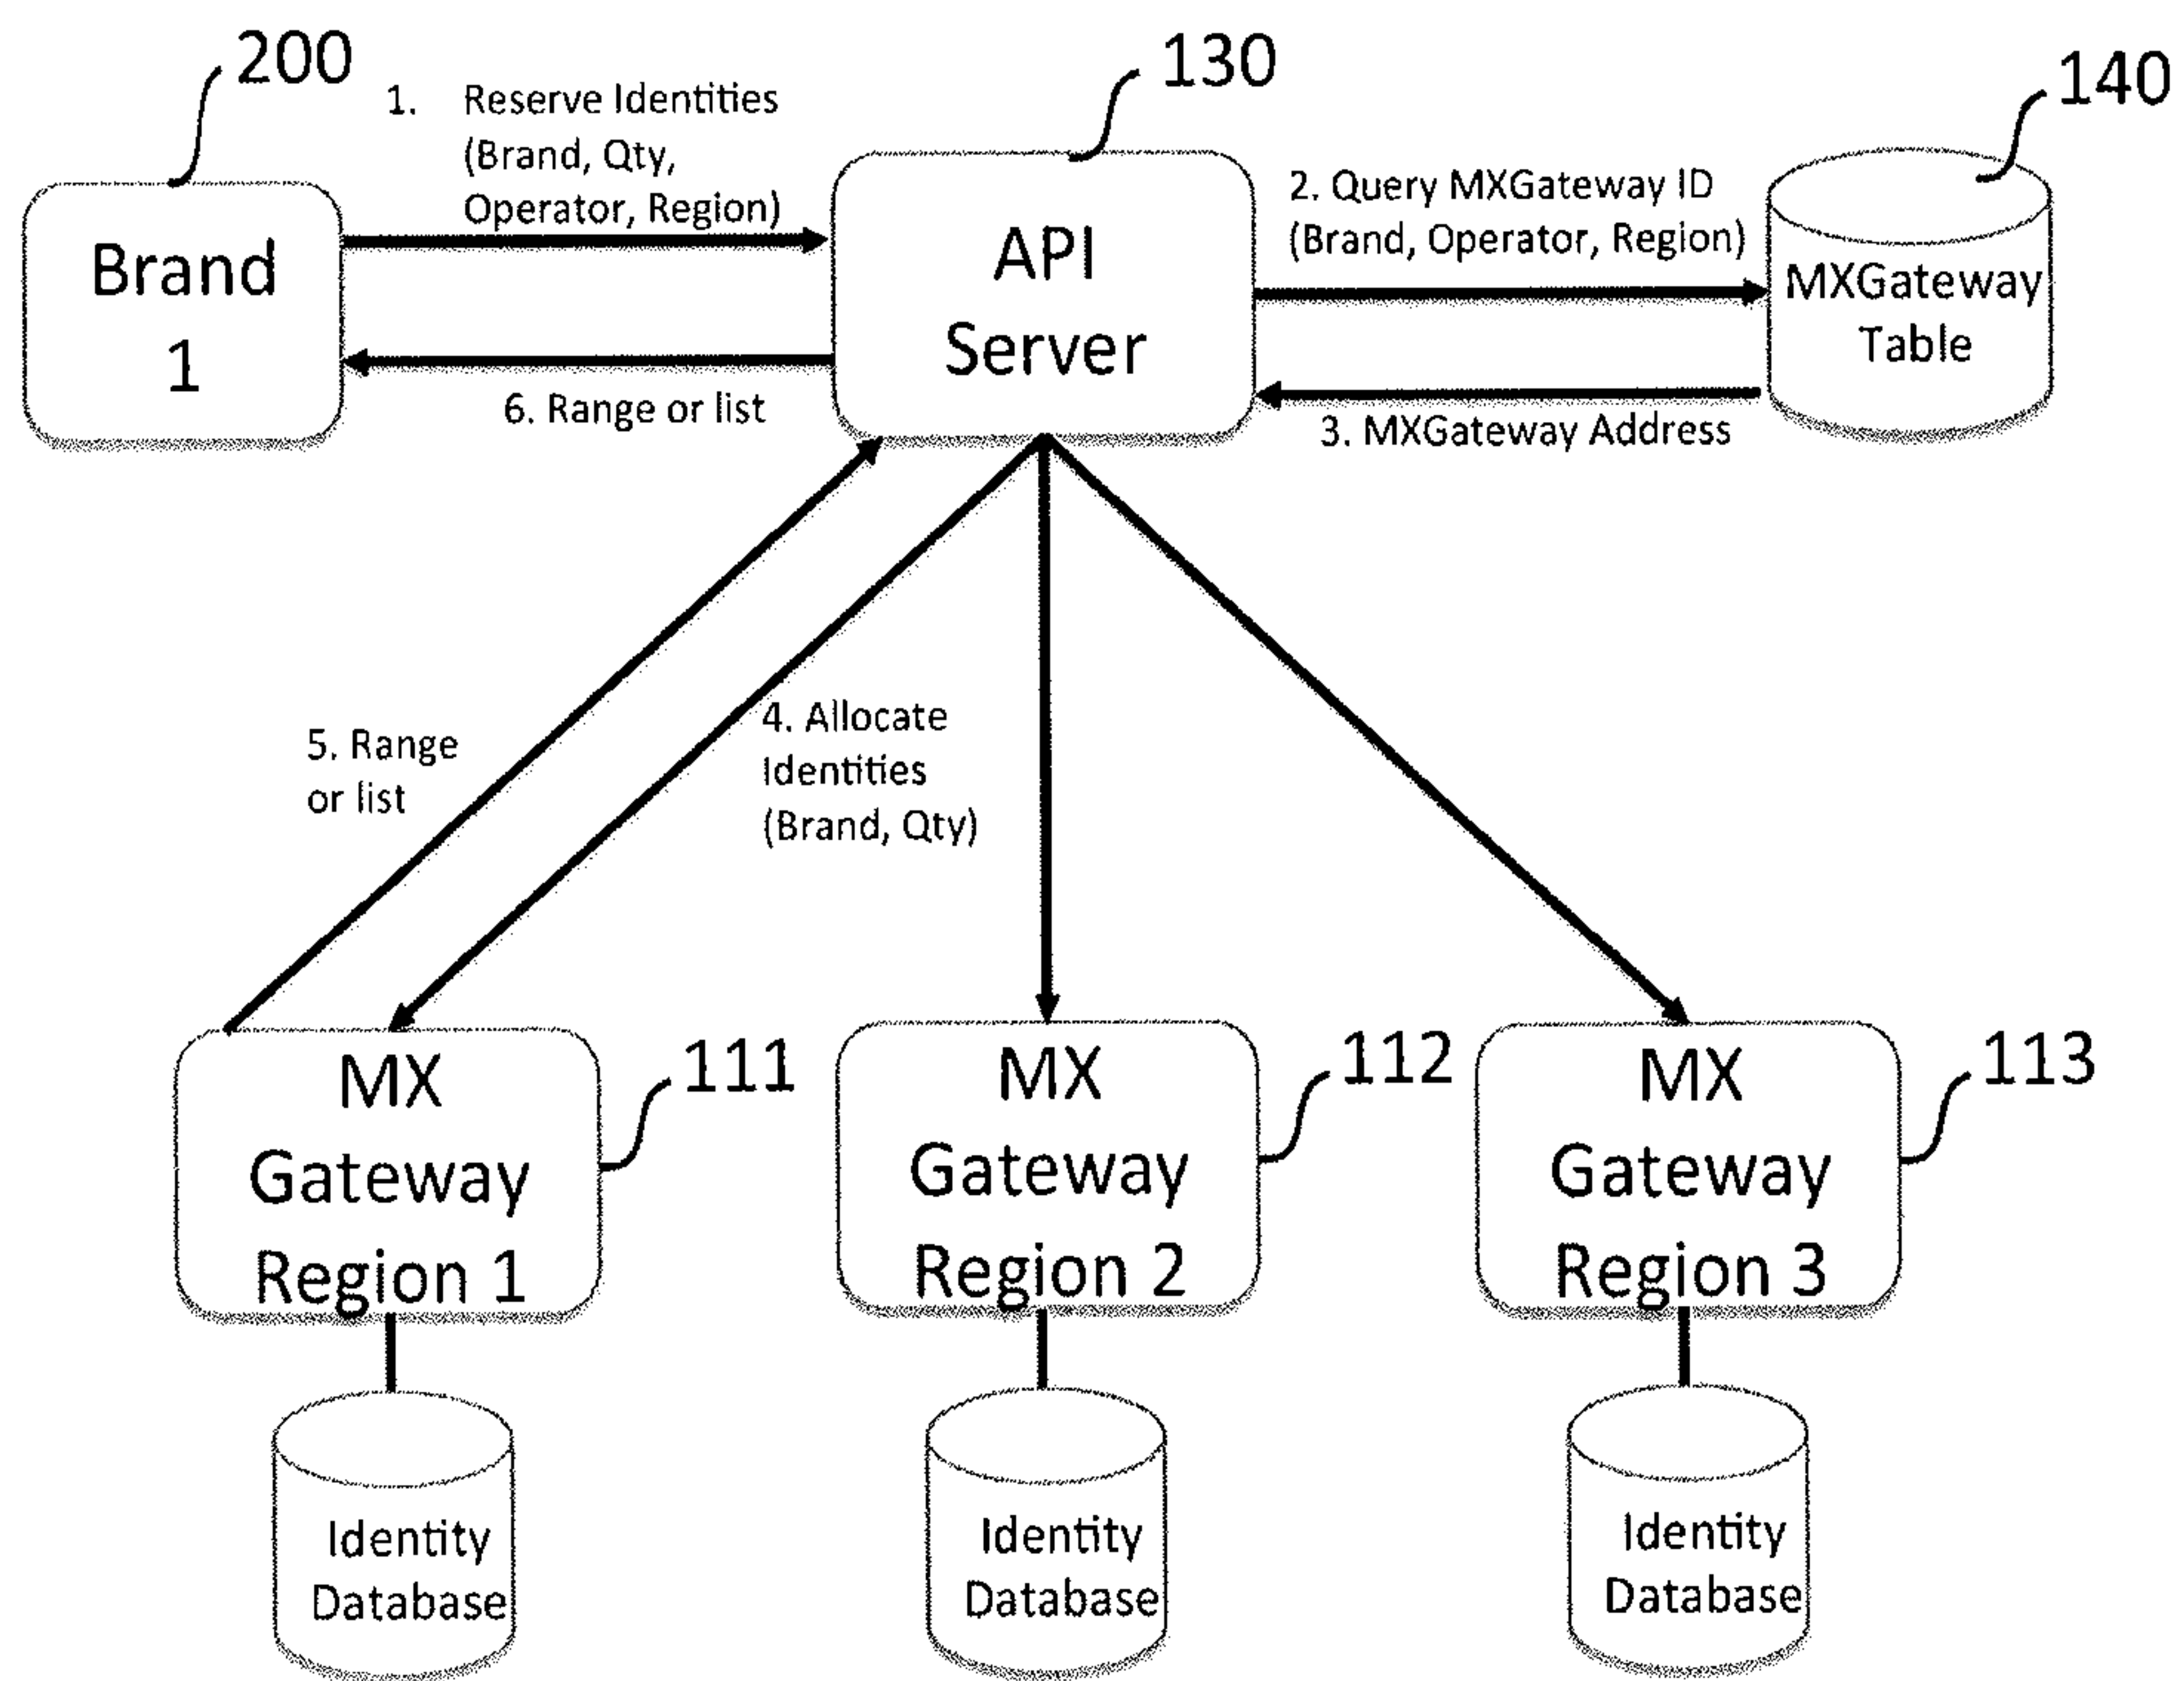 200
130
140
1. Reserve Identities
(Brand, Qty,
Operator, Region)
Brand
1
API
Server
2. Query MXGateway ID
(Brand, Operator, Region)
MXGateway
Table
6. Range or list
3. MXGateway Address
5. Range
or list
4. Allocate
Identities
(Brand, Qty)
MX
Gateway
Region 1
111
MX
Gateway
Region 2
112
MX
Gateway
Region 3
113
Identity
Database
Identity
Database
Identity
Database